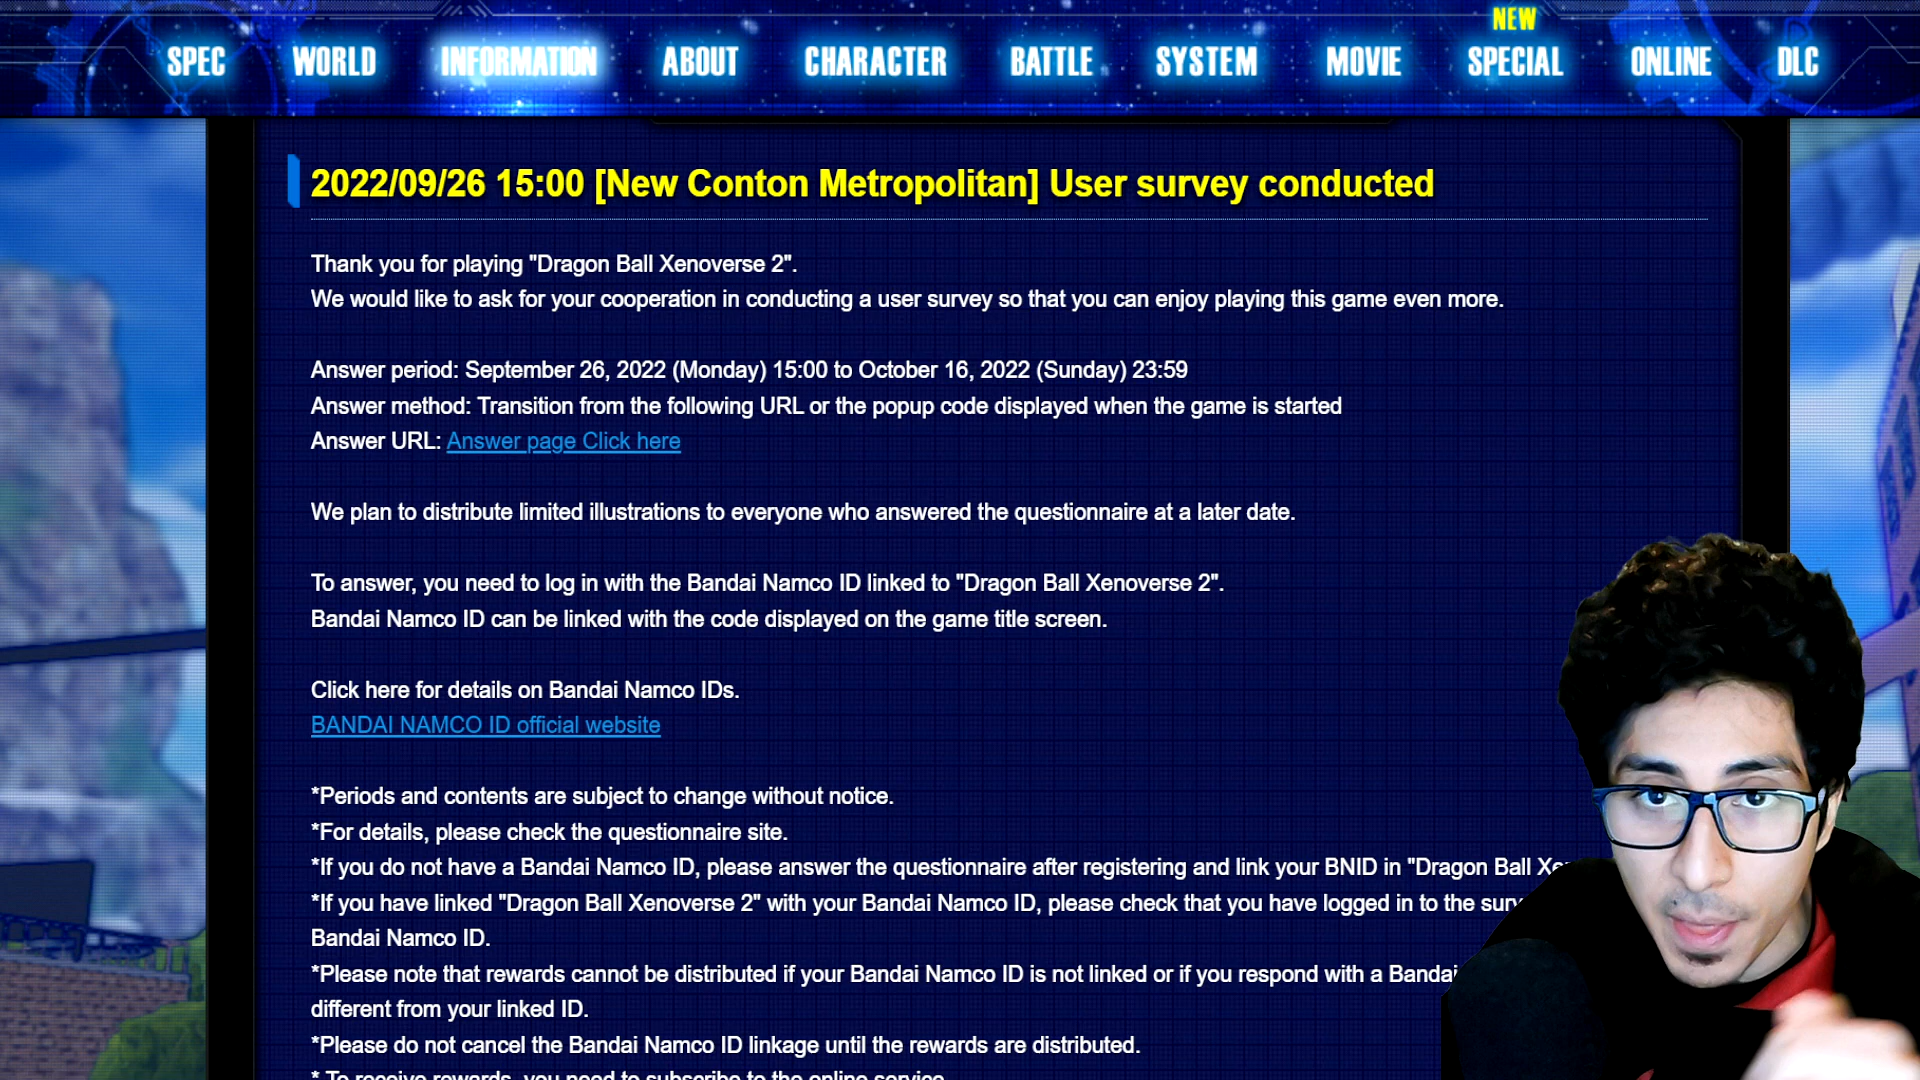 NEW
SPEC WORLD INFORMATION ABOUT CHARACTER BATTLE SYSTEM MOVIE SPECIAL ONLINE DLC
2022/09/26 15:00 [New Conton Metropolitan] User survey conducted
Thank you for playing "Dragon Ball Xenoverse 2".
We would like to ask for your cooperation in conducting a user survey so that you can enjoy playing this game even more.
Answer period: September 26, 2022 (Monday) 15:00 to October 16, 2022 (Sunday) 23:59
Answer method: Transition from the following URL or the popup code displayed when the game is started
Answer URL: Answer page Click here
We plan to distribute limited illustrations to everyone who answered the questionnaire at a later date.
To answer, you need to log in with the Bandai Namco ID linked to "Dragon Ball Xenoverse 2".
Bandai Namco ID can be linked with the code displayed on the game title screen.
Click here for details on Bandai Namco IDs.
BANDAI NAMCO ID official website
*Periods and contents are subject to change without notice.
*For details, please check the questionnaire site.
*If you do not have a Bandai Namco ID, please answer the questionnaire after registering and link your BNID in "Dragon Ball
*If you have linked "Dragon Ball Xenoverse 2" with your Bandai Namco ID, please check that you have logged in to the
Bandai Namco ID.
*Please note that rewards cannot be distributed if your Bandai Namco ID is not linked or if you respond with a Bandai
different from your linked ID.
*Please do not cancel the Bandai Namco ID linkage until the rewards are distributed.
* To receive rewards, you need to subscribe to the online service.